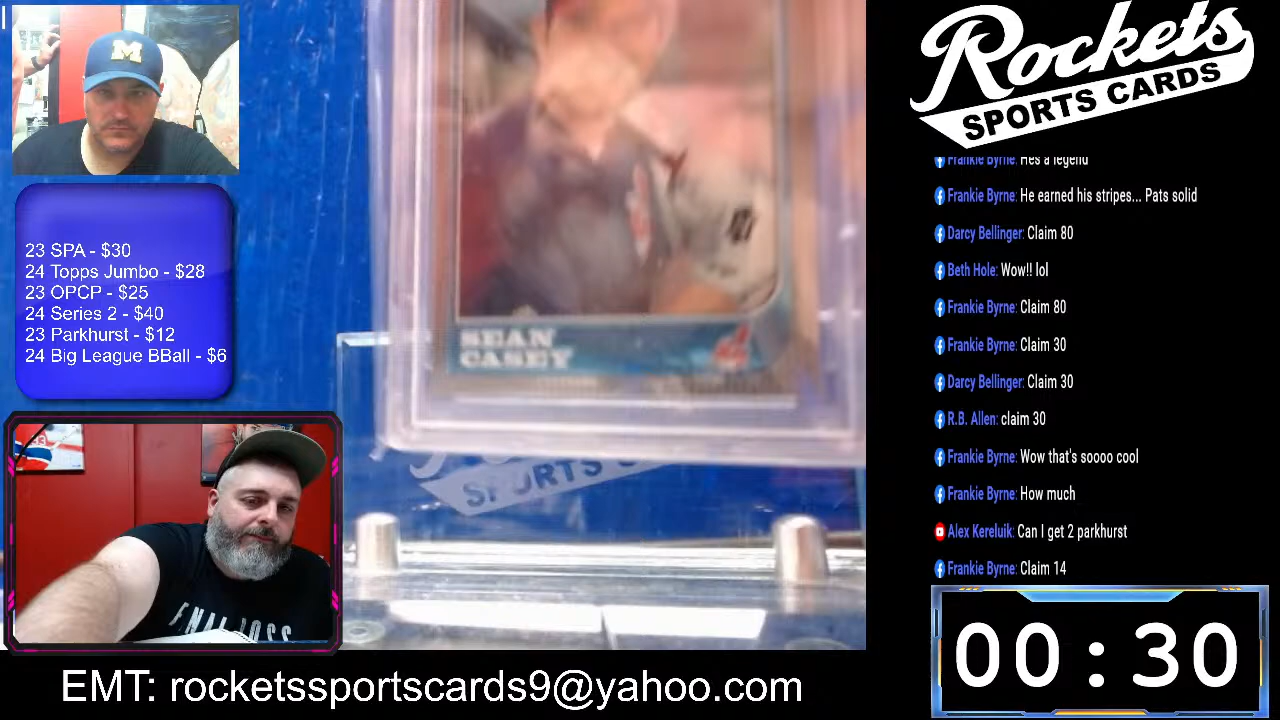 M
23 SPA - $30
24 Topps Jumbo - $28
23 OPCP - $25
24 Series 2 - $40
23 Parkhurst - $12
24 Big League BBall - $6
SEAN
CASEY
SPORTS
Rockets
SPORTS CARDS
Frankie Byrne: Hes a legend
Frankie Byrne: He earned his stripes... Pats solid
Darcy Bellinger: Claim 80
Beth Hole: Wow!! lol
Frankie Byrne: Claim 80
Frankie Byrne: Claim 30
Darcy Bellinger: Claim 30
R.B. Allen: claim 30
Frankie Byrne: Wow that's soooo cool
Frankie Byrne: How much
Alex Kereluik: Can I get 2 parkhurst
Frankie Byrne: Claim 14
00:30
EMT: rocketssportscards9@yahoo.com